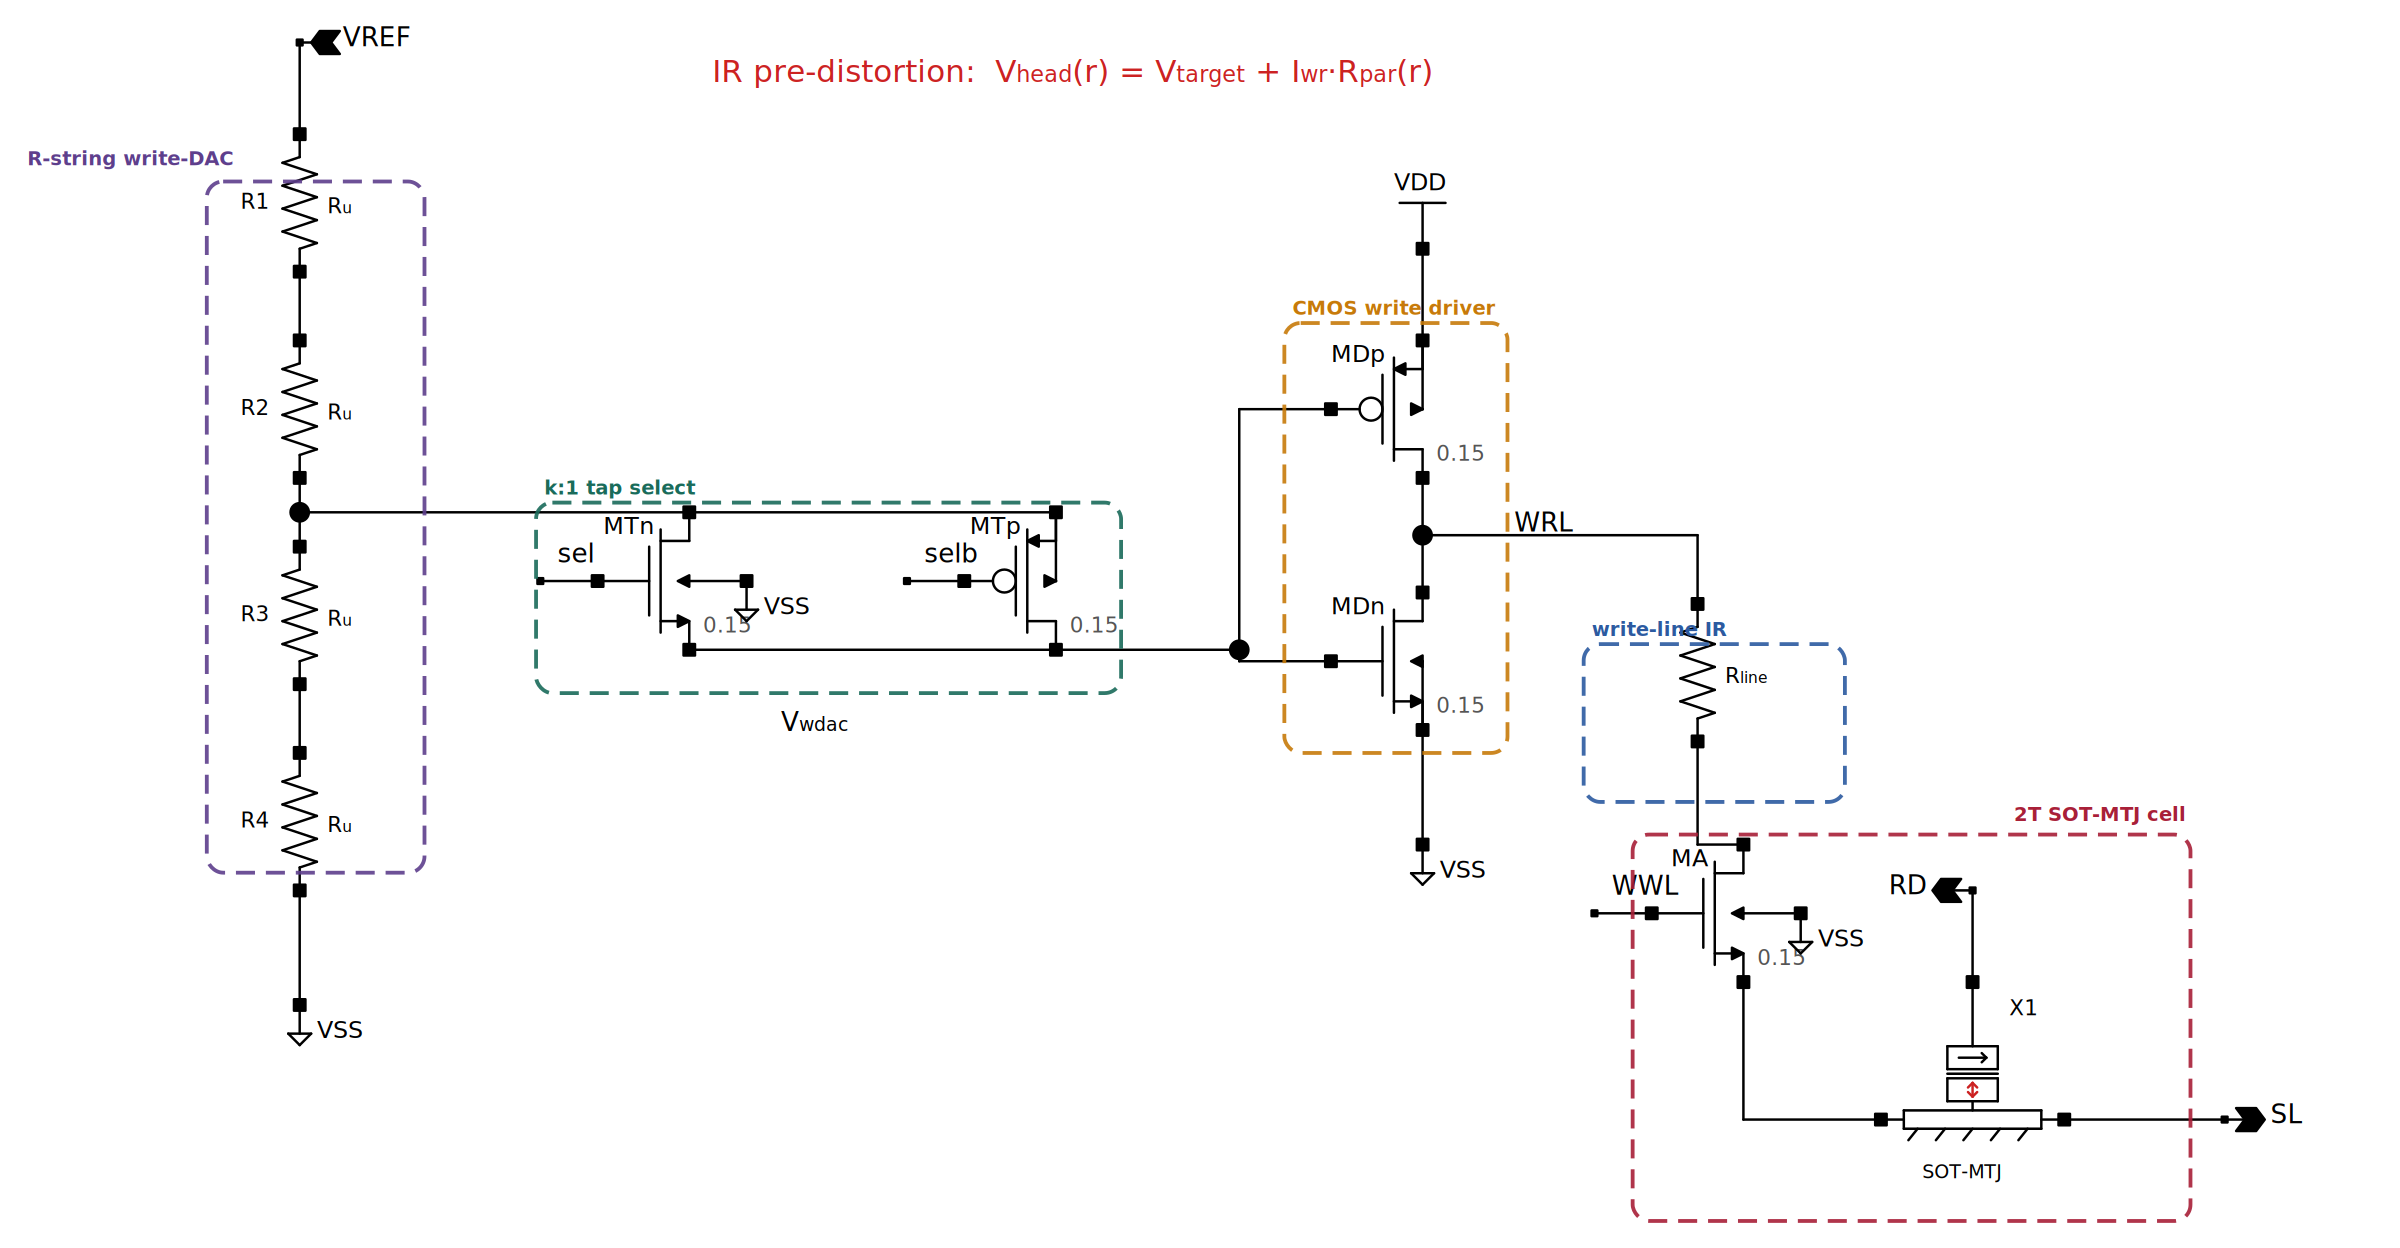 VREF
IR pre-distortion:  Vhead(r) = Vtarget + Iwr·Rpar(r)
R-string write-DAC
VDD
R1
Ru
CMOS write driver
MDp
R2
Ru
0.15
k:1 tap select
MTn
MTp
WRL
sel
selb
VSS
MDn
R3
Ru
0.15
0.15
write-line IR
Rline
0.15
Vwdac
R4
Ru
2T SOT-MTJ cell
MA
VSS
WWL
RD
VSS
0.15
X1
VSS
SL
SOT-MTJ